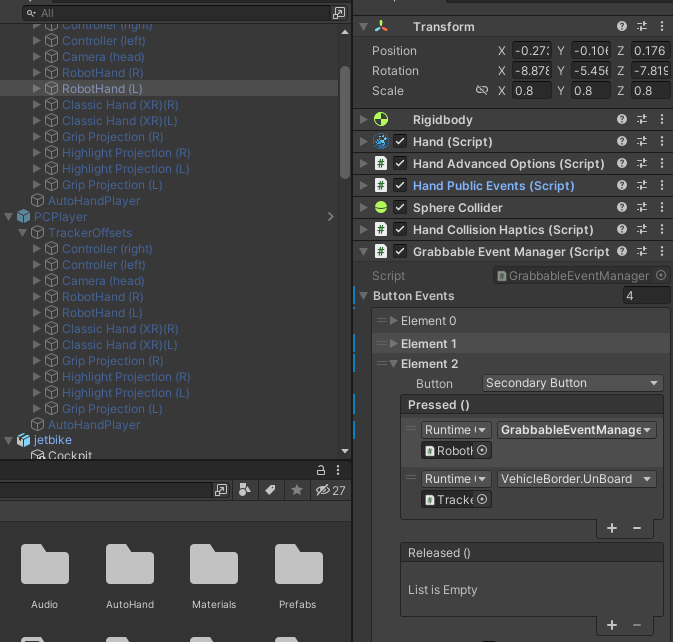 All
Controller (right)
Controller (left)
Camera (head)
RobotHand (R)
RobotHand (L)
Classic Hand (XR)(R)
Classic Hand (XR)(L)
Grip Projection (R)
Highlight Projection (R)
Highlight Projection (L)
Grip Projection (L)
AutoHandPlayer
PCPlayer
TrackerOffsets
Controller (right)
Controller (left)
Camera (head)
RobotHand (R)
RobotHand (L)
Classic Hand (XR)(R)
Classic Hand (XR)(L)
Grip Projection (R)
Highlight Projection (R)
Highlight Projection (L)
Grip Projection (L)
AutoHandPlayer
jetbike
Cockpit
27
Audio
AutoHand
Materials
Prefabs
Transform
Position X -0.273 Y -0.106 Z 0.176
Rotation X -8.878 Y -5.456 Z -7.819
Scale X 0.8 Y 0.8 Z 0.8
Rigidbody
Hand (Script)
Hand Advanced Options (Script)
Hand Public Events (Script)
Sphere Collider
Hand Collision Haptics (Script)
Grabbable Event Manager (Script
Script # GrabbableEventManager
Button Events 4
Element 0
Element 1
Element 2
Button Secondary Button
Pressed ()
Runtime GrabbableEventManage
Robot
Runtime VehicleBorder.UnBoard
Tracke
Released ()
List is Empty